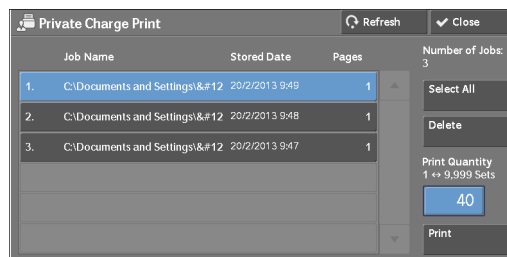 Private Charge Print
Refresh
Close
Job Name Stored Date Pages
1. C:\Documents and Settings\&#12 20/2/2013 9:49 1
2. C:\Documents and Settings\&#12 20/2/2013 9:48 1
3. C:\Documents and Settings\&#12 20/2/2013 9:47 1
Number of Jobs:
3
Select All
Delete
Print Quantity
1 ↔ 9,999 Sets
40
Print